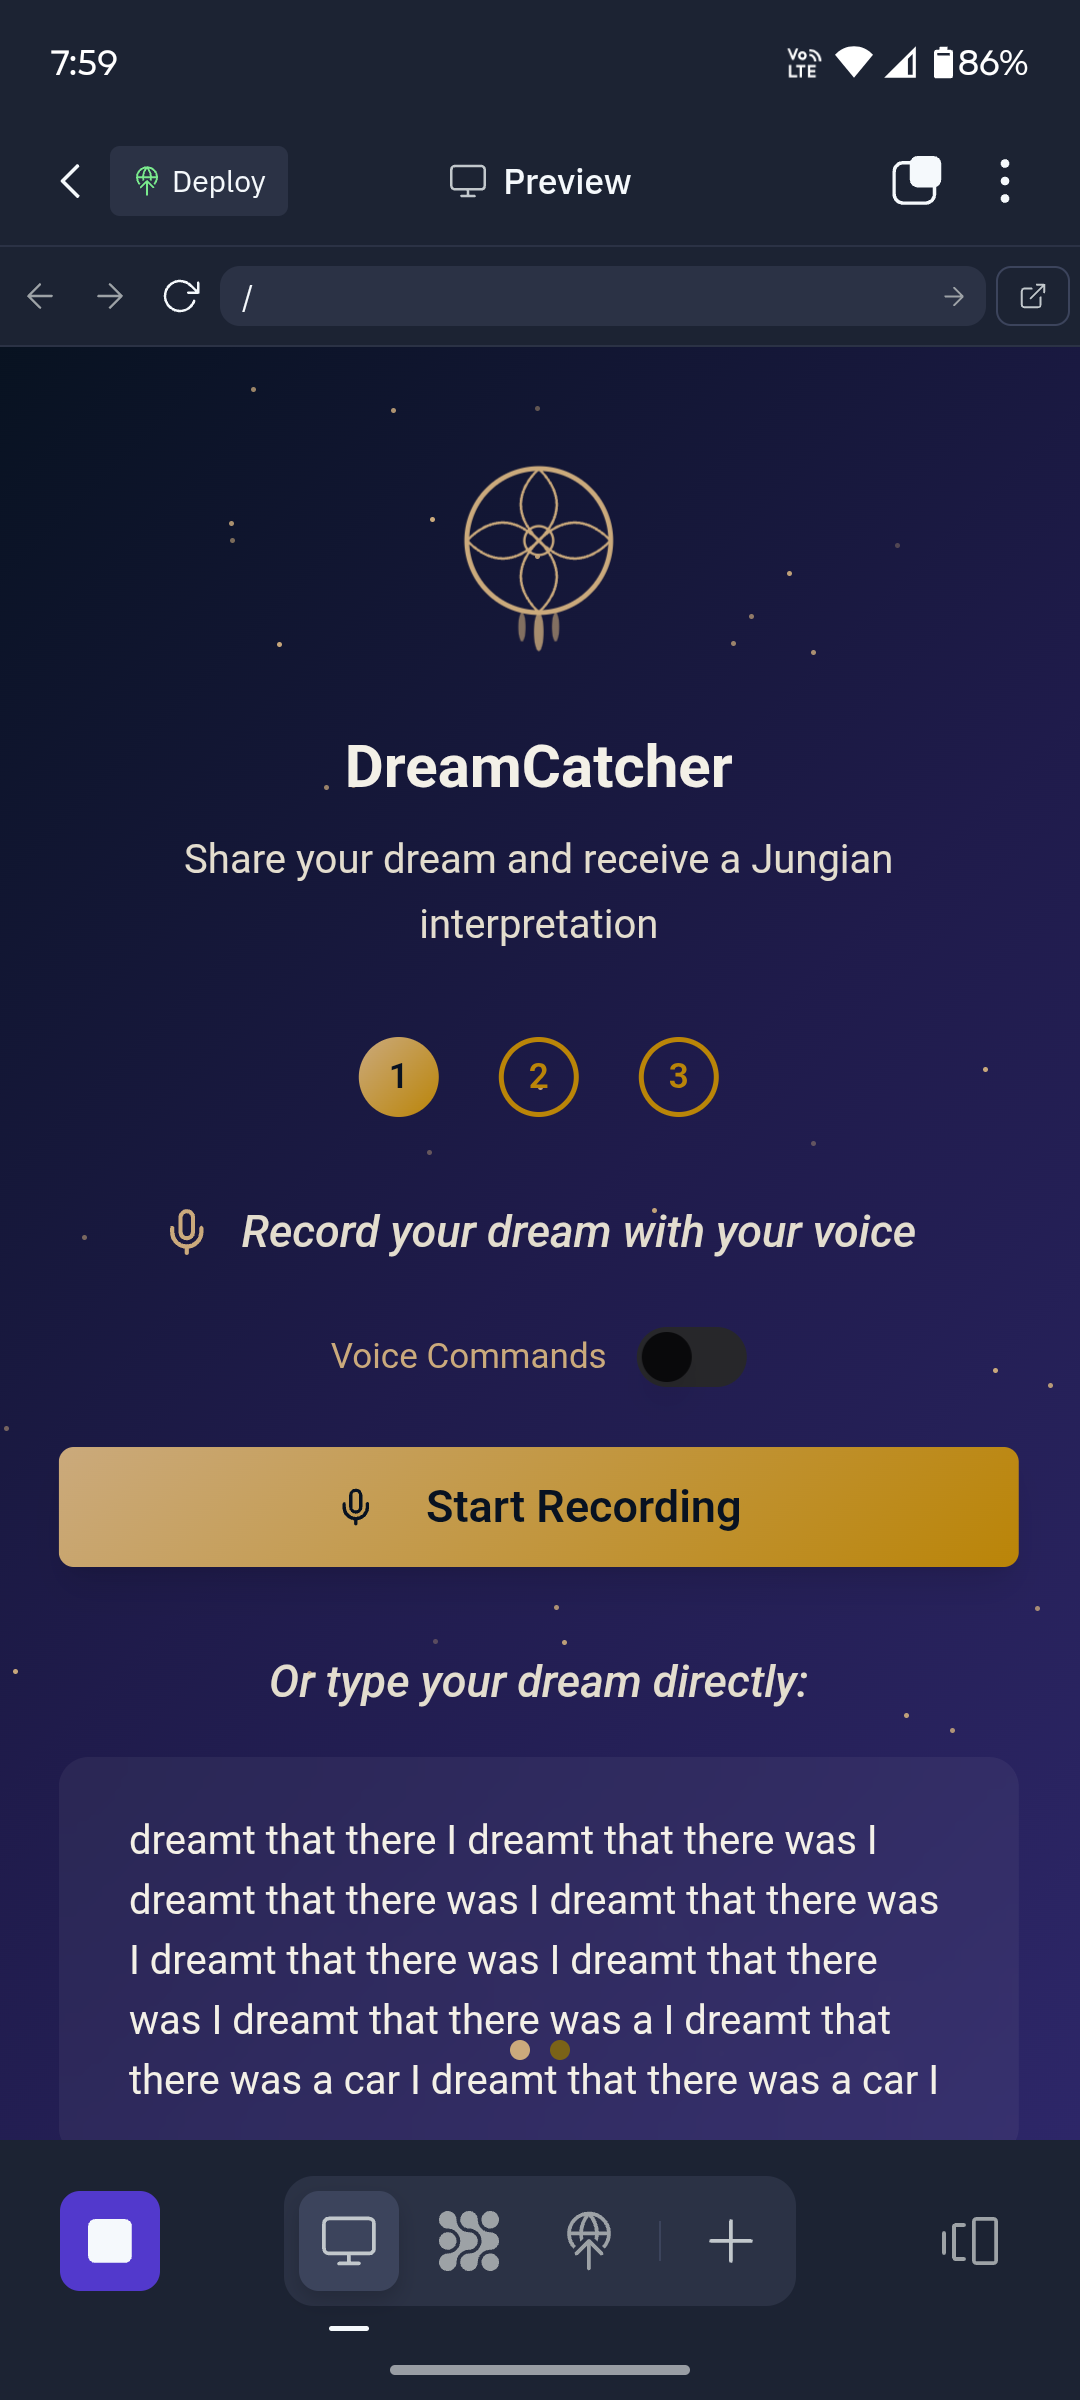 7:59
Vo LTE
86%
Deploy
Preview
/
DreamCatcher
Share your dream and receive a Jungian
interpretation
1
2
3
Record your dream with your voice
Voice Commands
Start Recording
Or type your dream directly:
dreamt that there I dreamt that there was I
dreamt that there was I dreamt that there was
I dreamt that there was I dreamt that there
was I dreamt that there was a I dreamt that
there was a car I dreamt that there was a car I